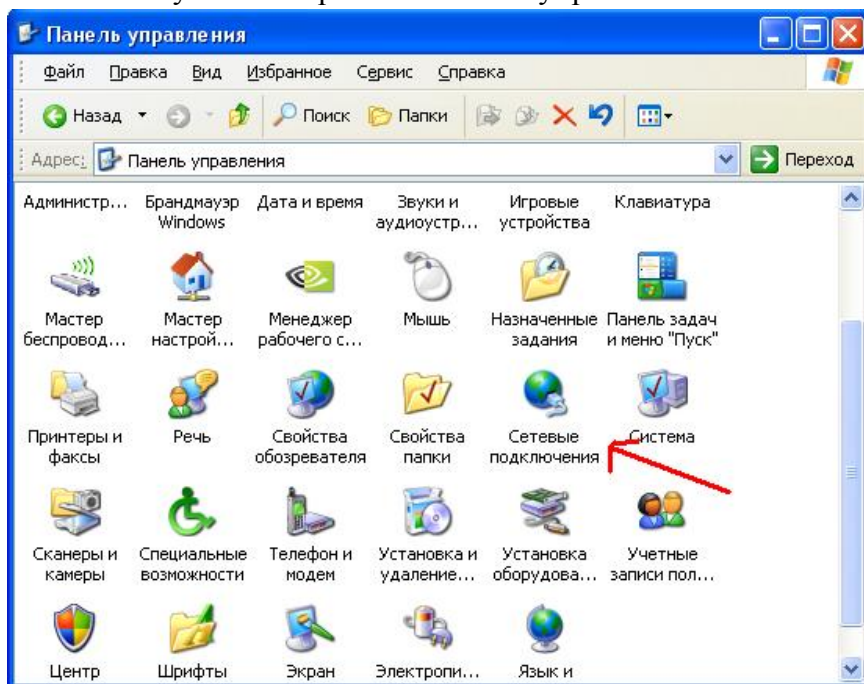 Панель управления
Файл Правка Вид Избранное Сервис Справка
Назад Поиск Папки
Адрес: Панель управления Переход
Администр...
Брандмауэр
Windows
Дата и время
Звуки и
аудиоустр...
Игровые
устройства
Клавиатура
Мастер
беспровод...
Мастер
настрой...
Менеджер
рабочего с...
Мышь
Назначенные
задания
Панель задач
и меню "Пуск"
Принтеры и
факсы
Речь
Свойства
обозревателя
Свойства
папки
Сетевые
подключения
Система
Сканеры и
камеры
Специальные
возможности
Телефон и
модем
Установка и
удаление...
Установка
оборудова...
Учетные
записи пол...
Центр
Шрифты
Экран
Электропи...
Язык и